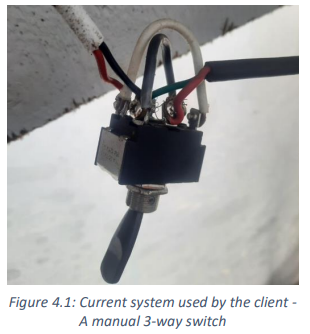 Figure 4.1: Current system used by the client -
A manual 3-way switch